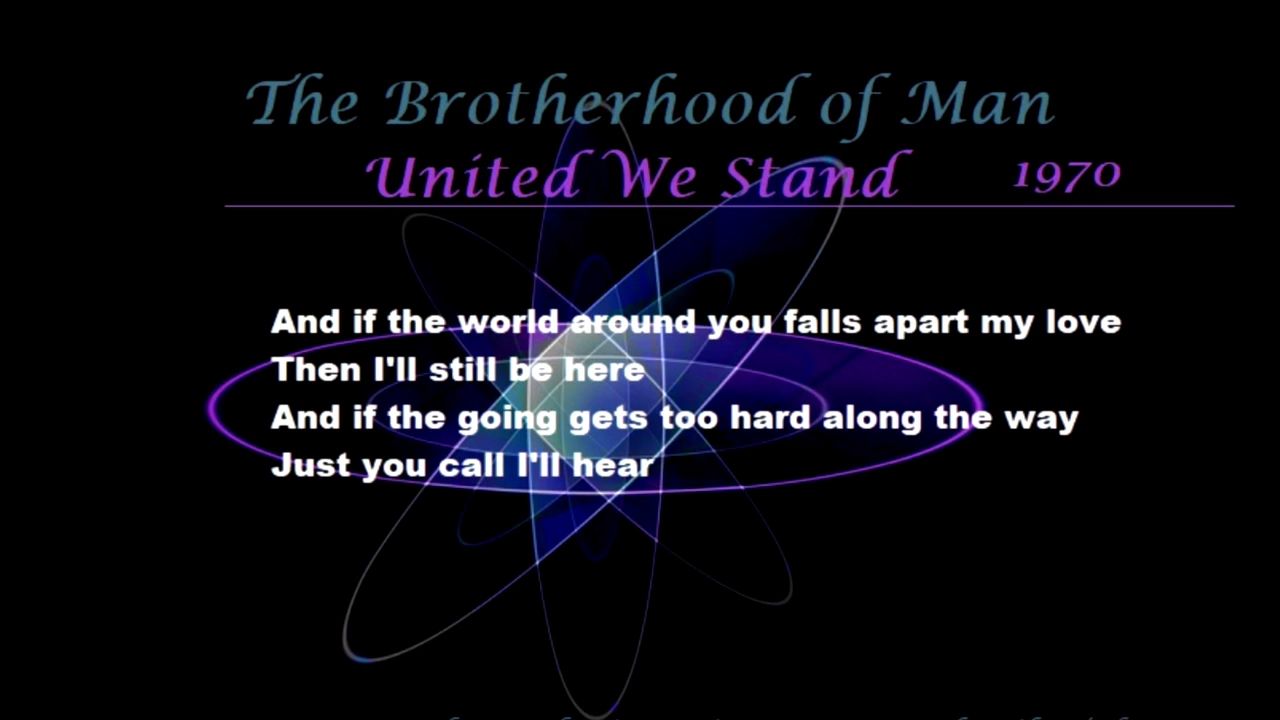 The Brotherhood of Man
United We Stand 1970
And if the world around you falls apart my love
Then I'll still be here
And if the going gets too hard along the way
Just you call I'll hear